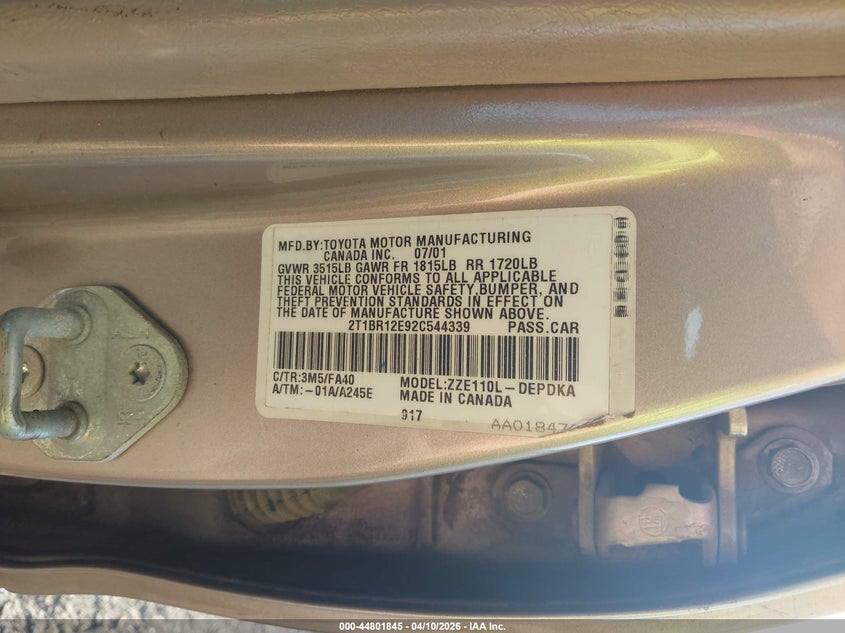 MFD.BY:TOYOTA MOTOR MANUFACTURING
CANADA INC. 07/01
GVWR 3515LB GAWR FR 1815LB RR 1720LB
THIS VEHICLE CONFORMS TO ALL APPLICABLE
FEDERAL MOTOR VEHICLE SAFETY,BUMPER, AND
THEFT PREVENTION STANDARDS IN EFFECT ON
THE DATE OF MANUFACTURE SHOWN ABOVE.
2T1BR12E92C544339 PASS.CAR
C/TR:3M5/FA40 MODEL:ZZE110L-DEPDKA
A/TM:-01A/A245E MADE IN CANADA
917
000-44801845 - 04/10/2026 - IAA Inc.